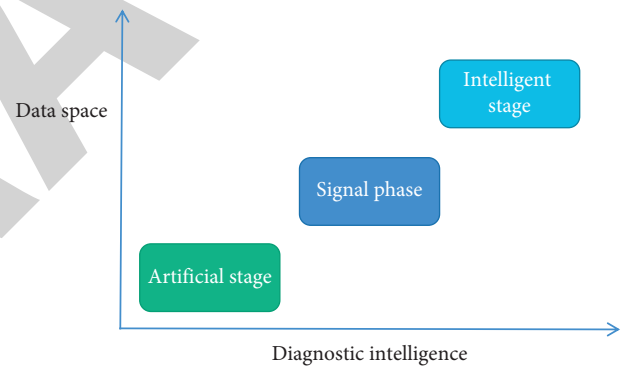 Intelligent
stage
Data space
Signal phase
Artificial stage
Diagnostic intelligence